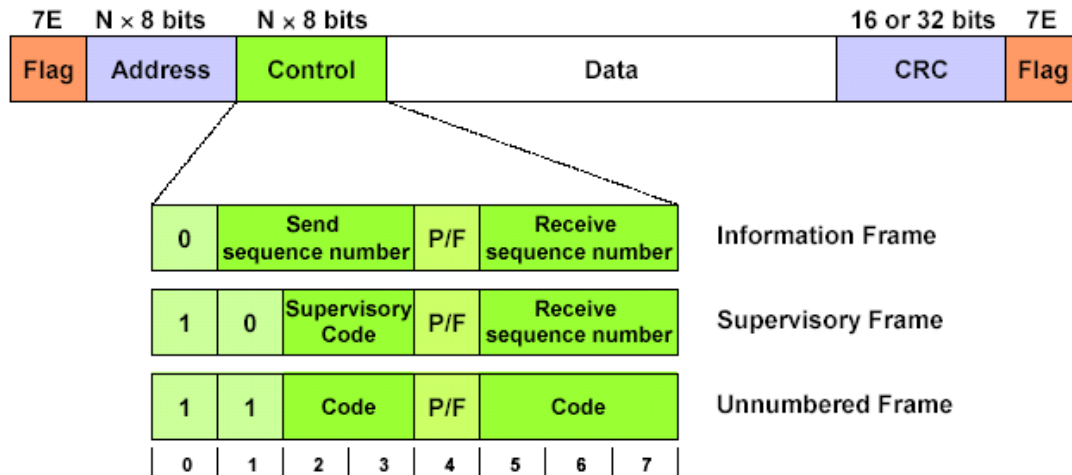 7E N × 8 bits N × 8 bits 16 or 32 bits 7E
Flag Address Control Data CRC Flag
0 Send sequence number P/F Receive sequence number Information Frame
1 0 Supervisory Code P/F Receive sequence number Supervisory Frame
1 1 Code P/F Code Unnumbered Frame
0 1 2 3 4 5 6 7